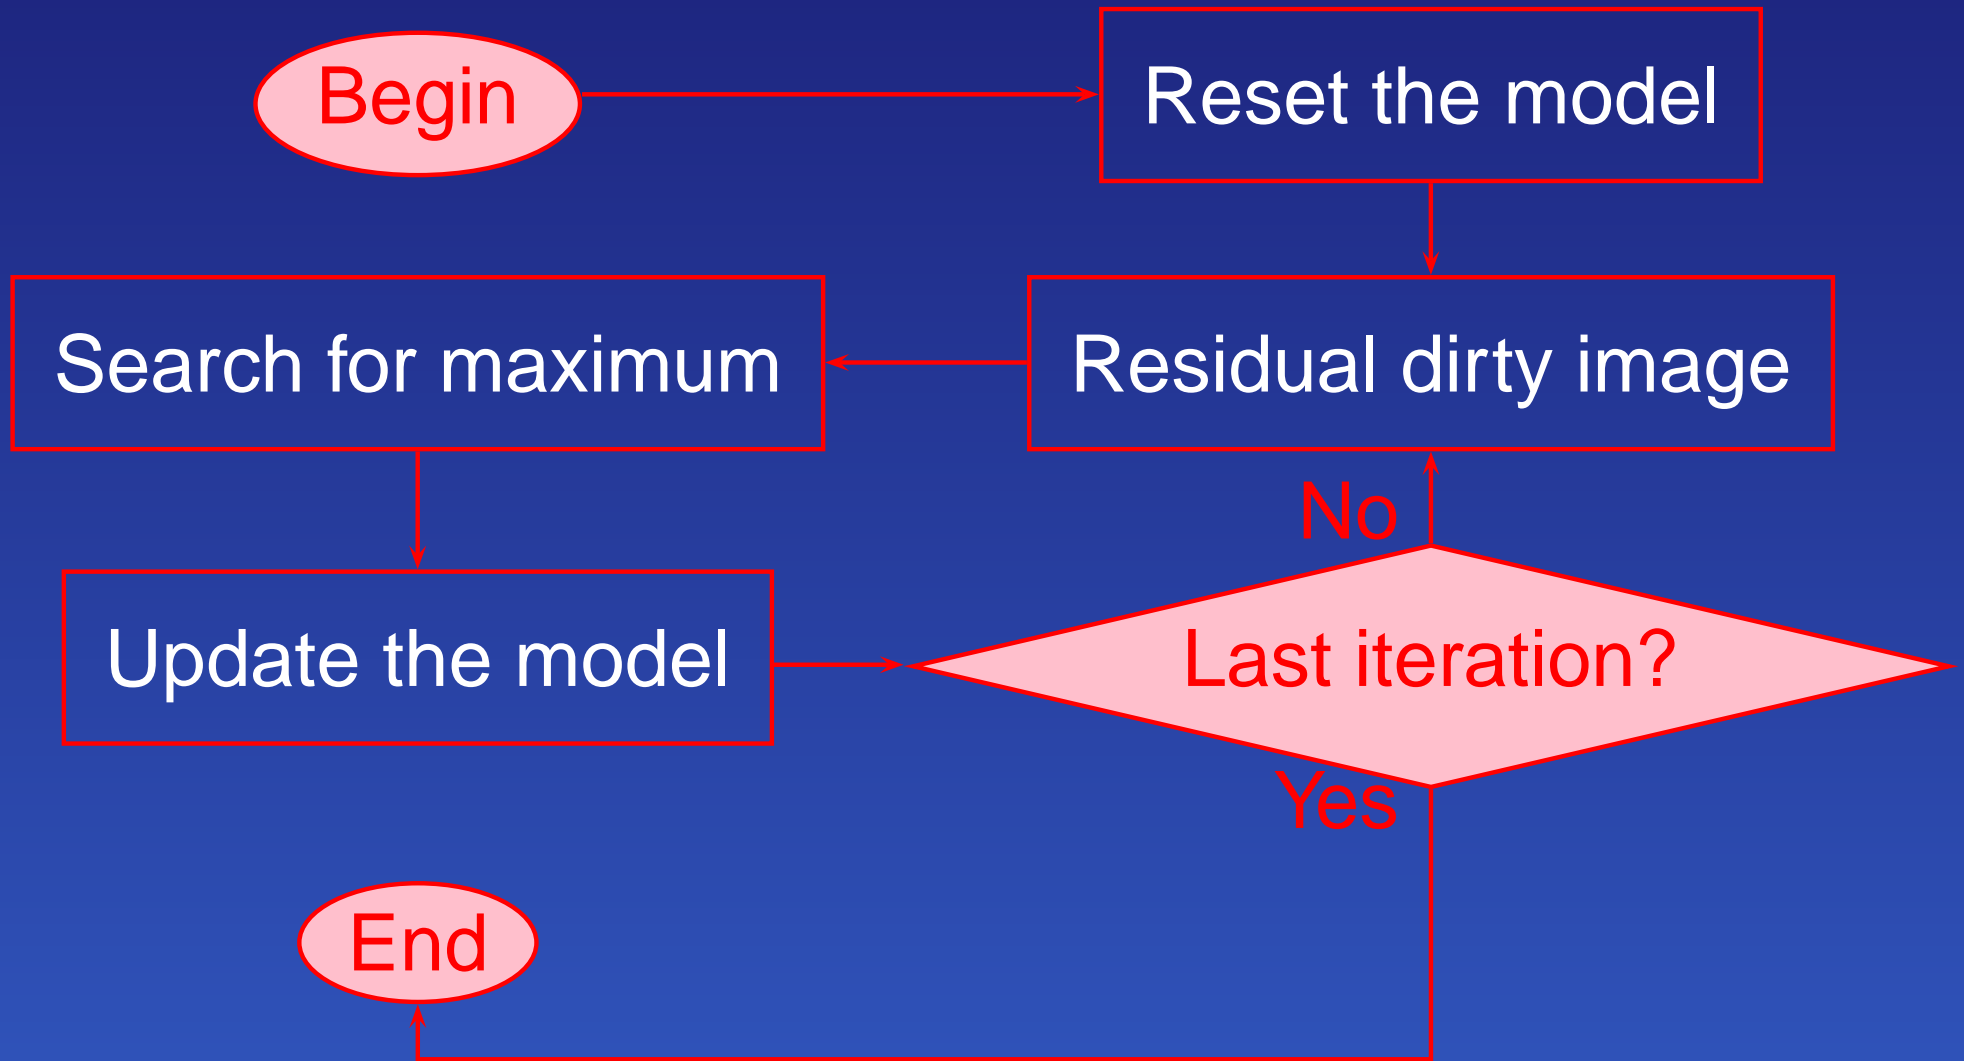 Begin
Reset the model
Search for maximum
Residual dirty image
No
Update the model
Last iteration?
Yes
End